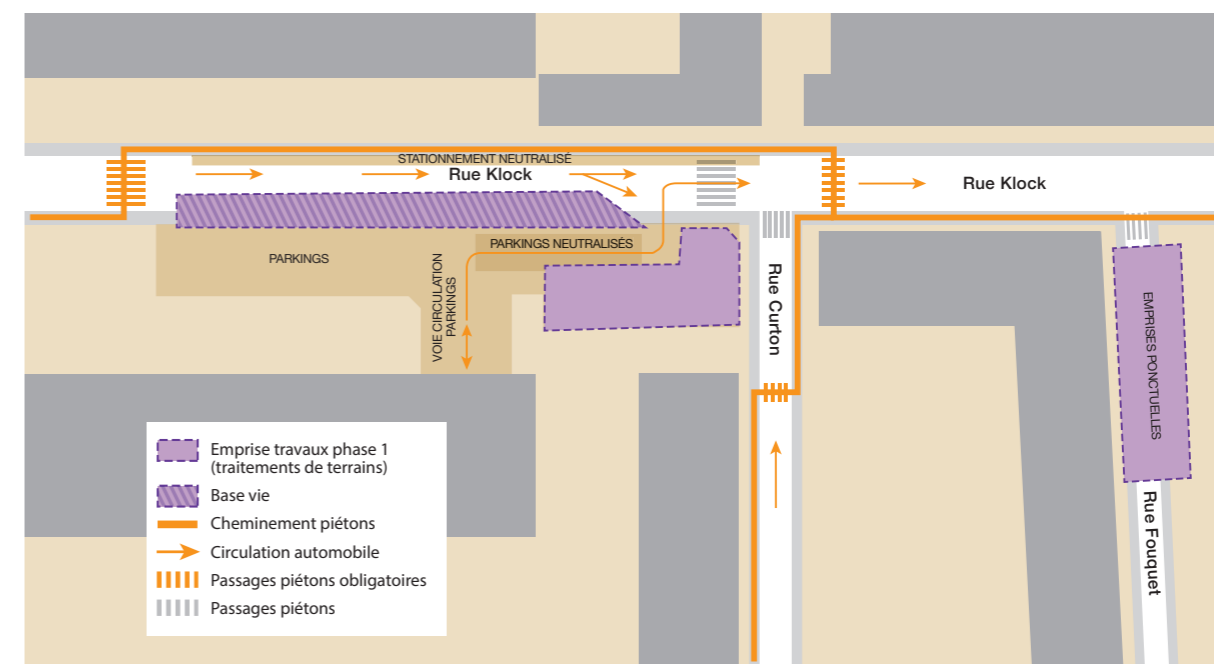 STATIONNEMENT NEUTRALISÉ
Rue Klock
Rue Klock
PARKINGS NEUTRALISÉS
PARKINGS
VOIE CIRCULATION
PARKINGS
Rue Curton
EMPRISES PONCTUELLES
Rue Fouquet
Emprise travaux phase 1
(traitements de terrains)
Base vie
Cheminement piétons
Circulation automobile
Passages piétons obligatoires
Passages piétons